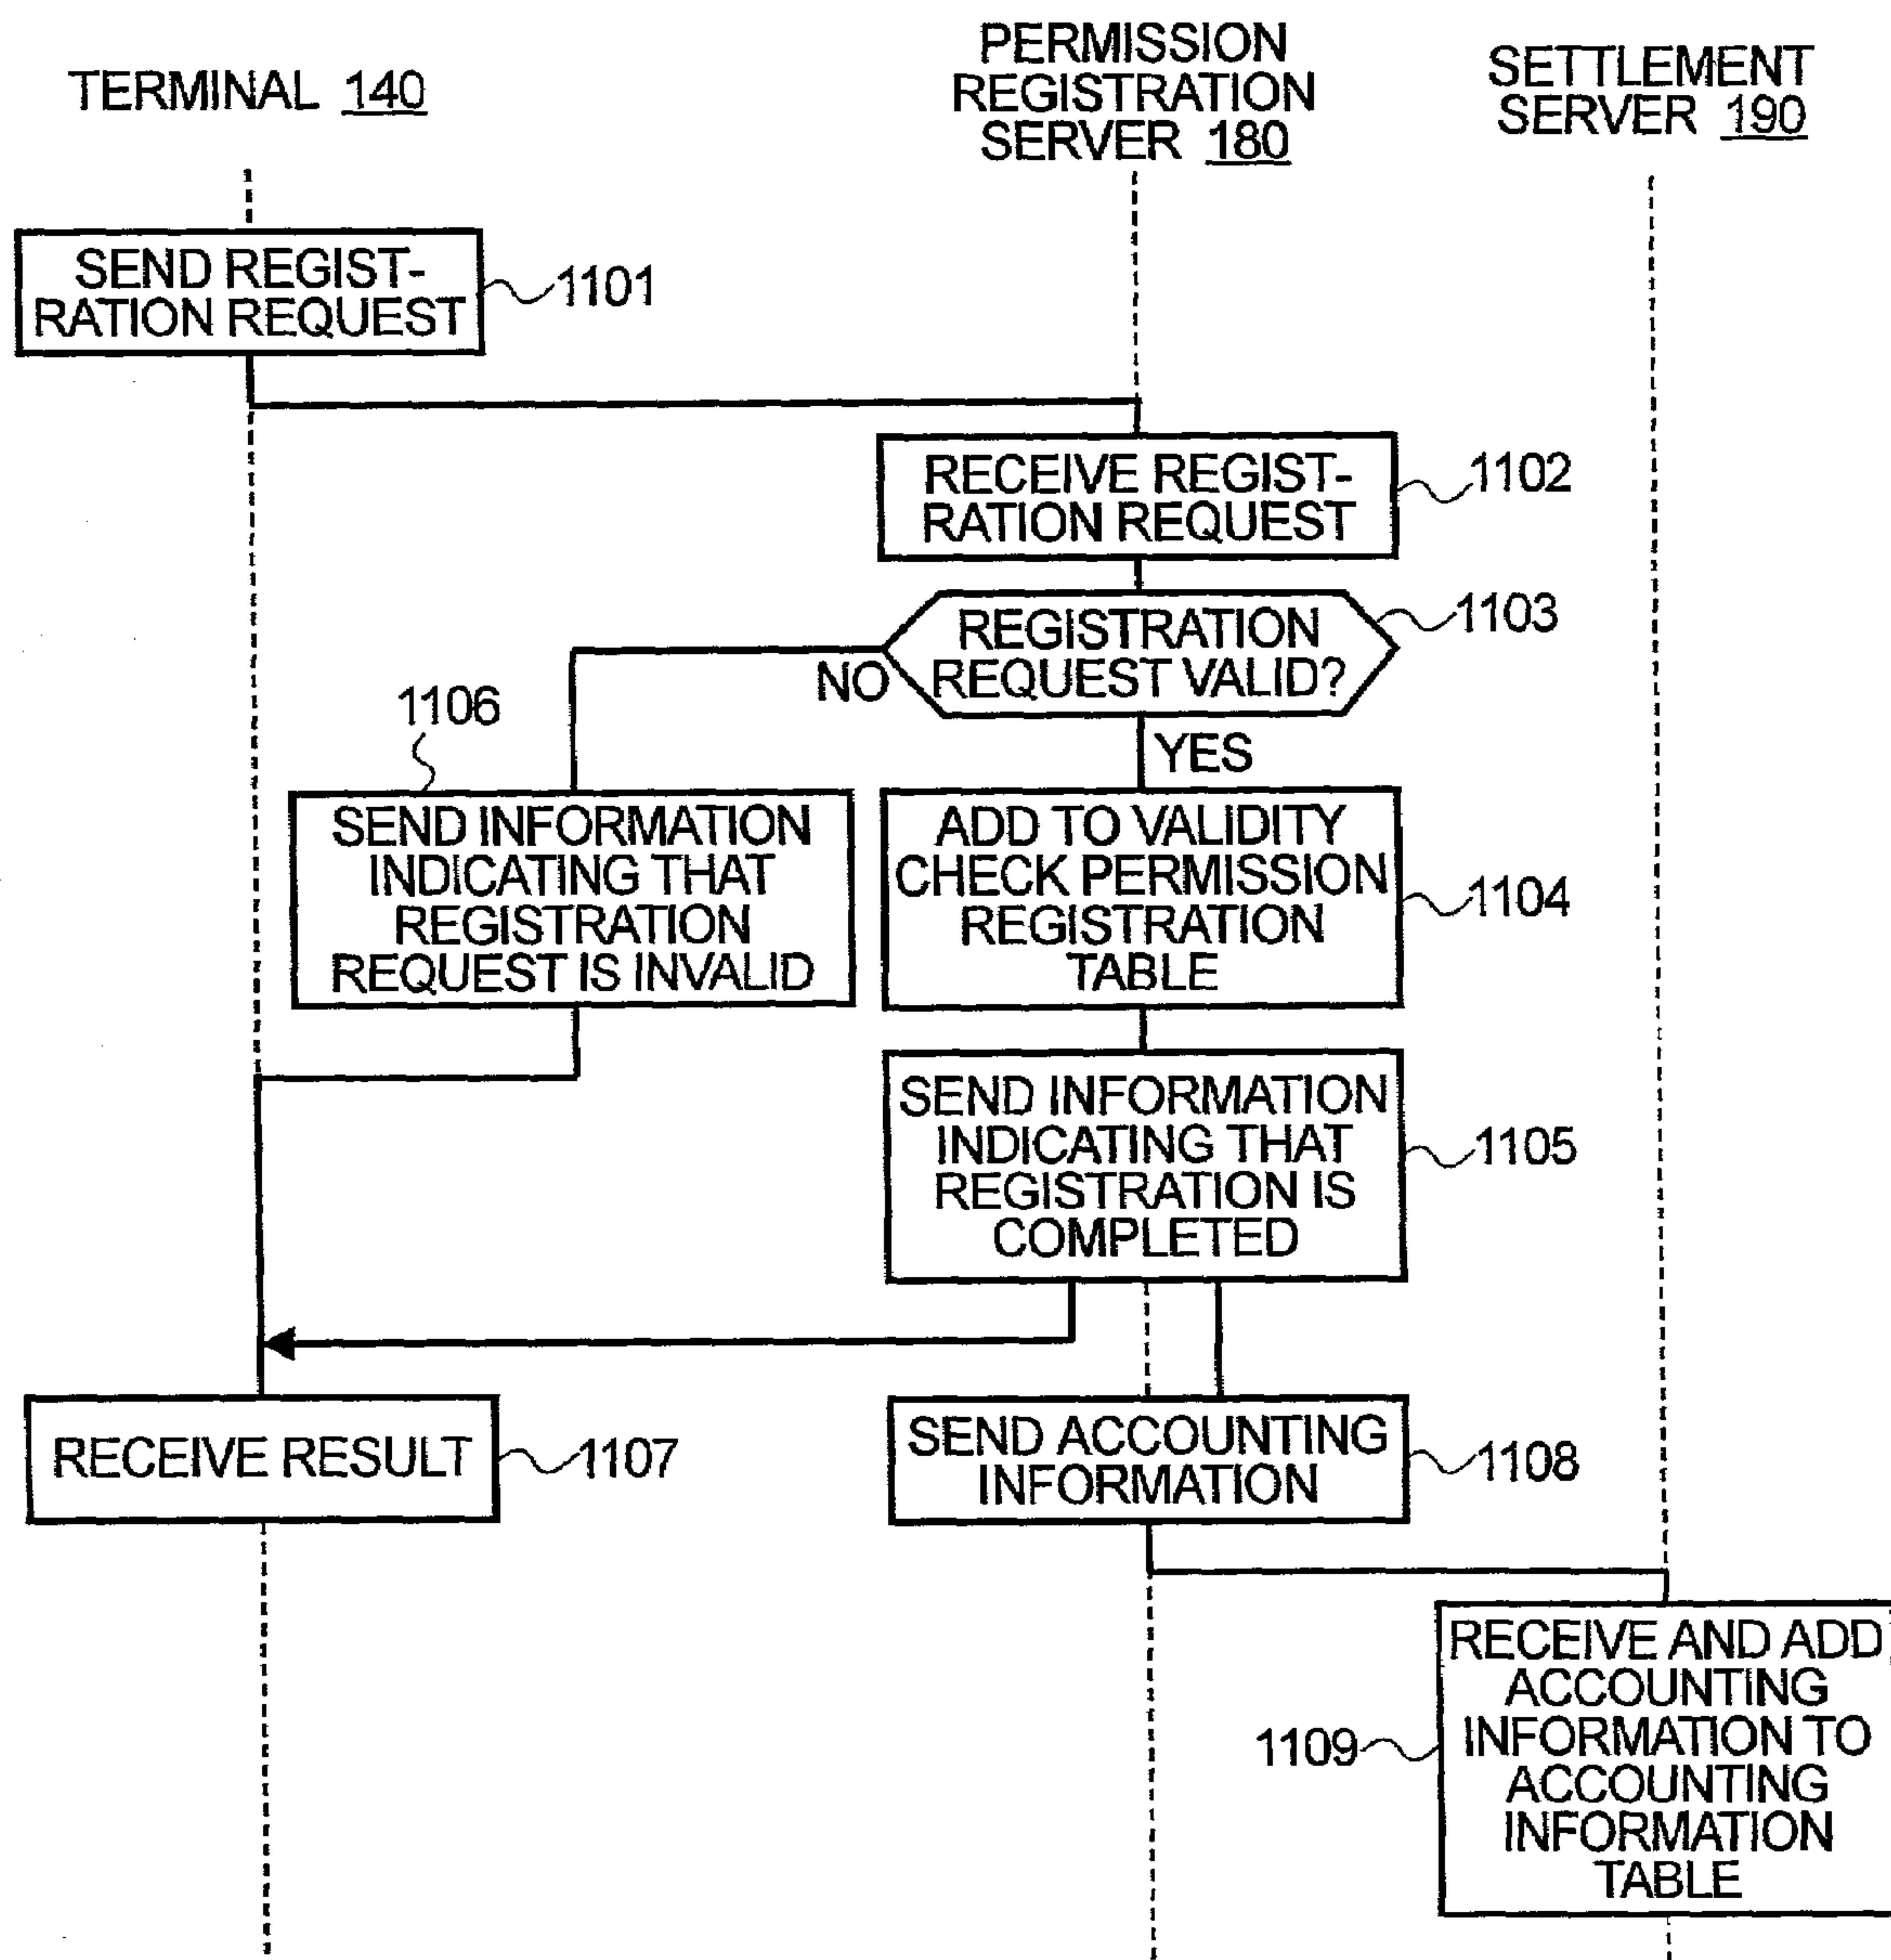 TERMINAL 140
PERMISSION
REGISTRATION
SERVER 180
SETTLEMENT
SERVER 190
SEND REGIST-
RATION REQUEST
1101
RECEIVE REGIST-
RATION REQUEST
1102
REGISTRATION
REQUEST VALID?
1103
NO
YES
1106
SEND INFORMATION
INDICATING THAT
REGISTRATION
REQUEST IS INVALID
ADD TO VALIDITY
CHECK PERMISSION
REGISTRATION
TABLE
1104
SEND INFORMATION
INDICATING THAT
REGISTRATION IS
COMPLETED
1105
RECEIVE RESULT
1107
SEND ACCOUNTING
INFORMATION
1108
RECEIVE AND ADD
ACCOUNTING
INFORMATION TO
ACCOUNTING
INFORMATION
TABLE
1109